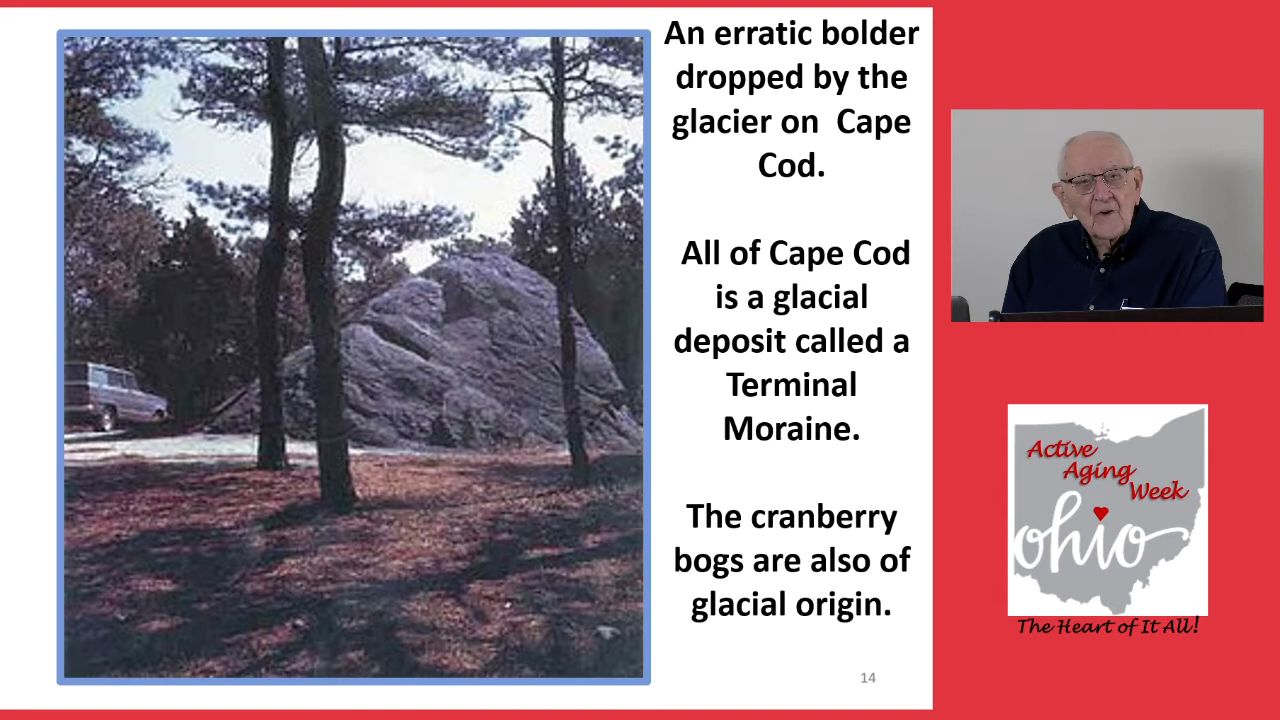 An erratic bolder
dropped by the
glacier on  Cape
Cod.
All of Cape Cod
is a glacial
deposit called a
Terminal
Moraine.
The cranberry
bogs are also of
glacial origin.
14
Active
Aging
Week
ohio
The Heart of It All!